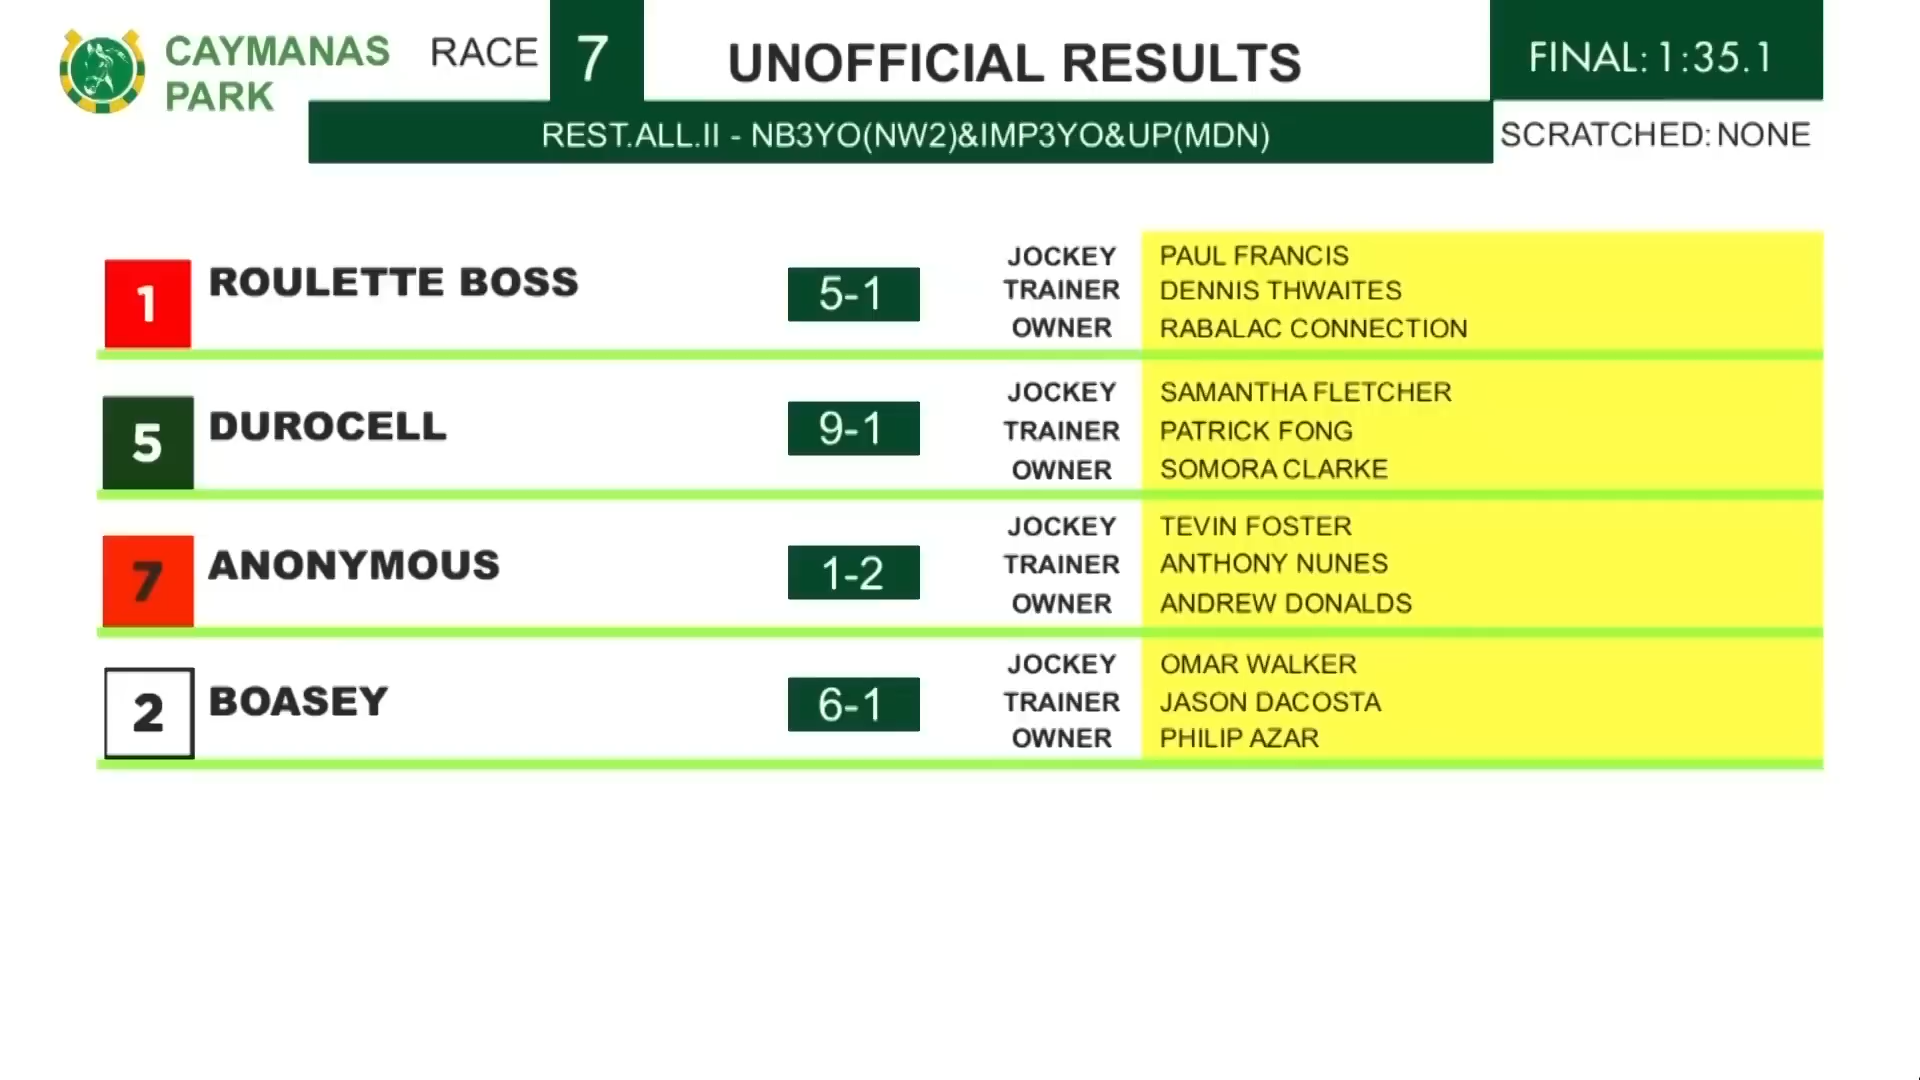 CAYMANAS PARK
RACE 7
UNOFFICIAL RESULTS
FINAL: 1:35.1
REST.ALL.II - NB3YO(NW2)&IMP3YO&UP(MDN)
SCRATCHED: NONE
1 ROULETTE BOSS 5-1
JOCKEY PAUL FRANCIS
TRAINER DENNIS THWAITES
OWNER RABALAC CONNECTION
5 DUROCELL 9-1
JOCKEY SAMANTHA FLETCHER
TRAINER PATRICK FONG
OWNER SOMORA CLARKE
7 ANONYMOUS 1-2
JOCKEY TEVIN FOSTER
TRAINER ANTHONY NUNES
OWNER ANDREW DONALDS
2 BOASEY 6-1
JOCKEY OMAR WALKER
TRAINER JASON DACOSTA
OWNER PHILIP AZAR